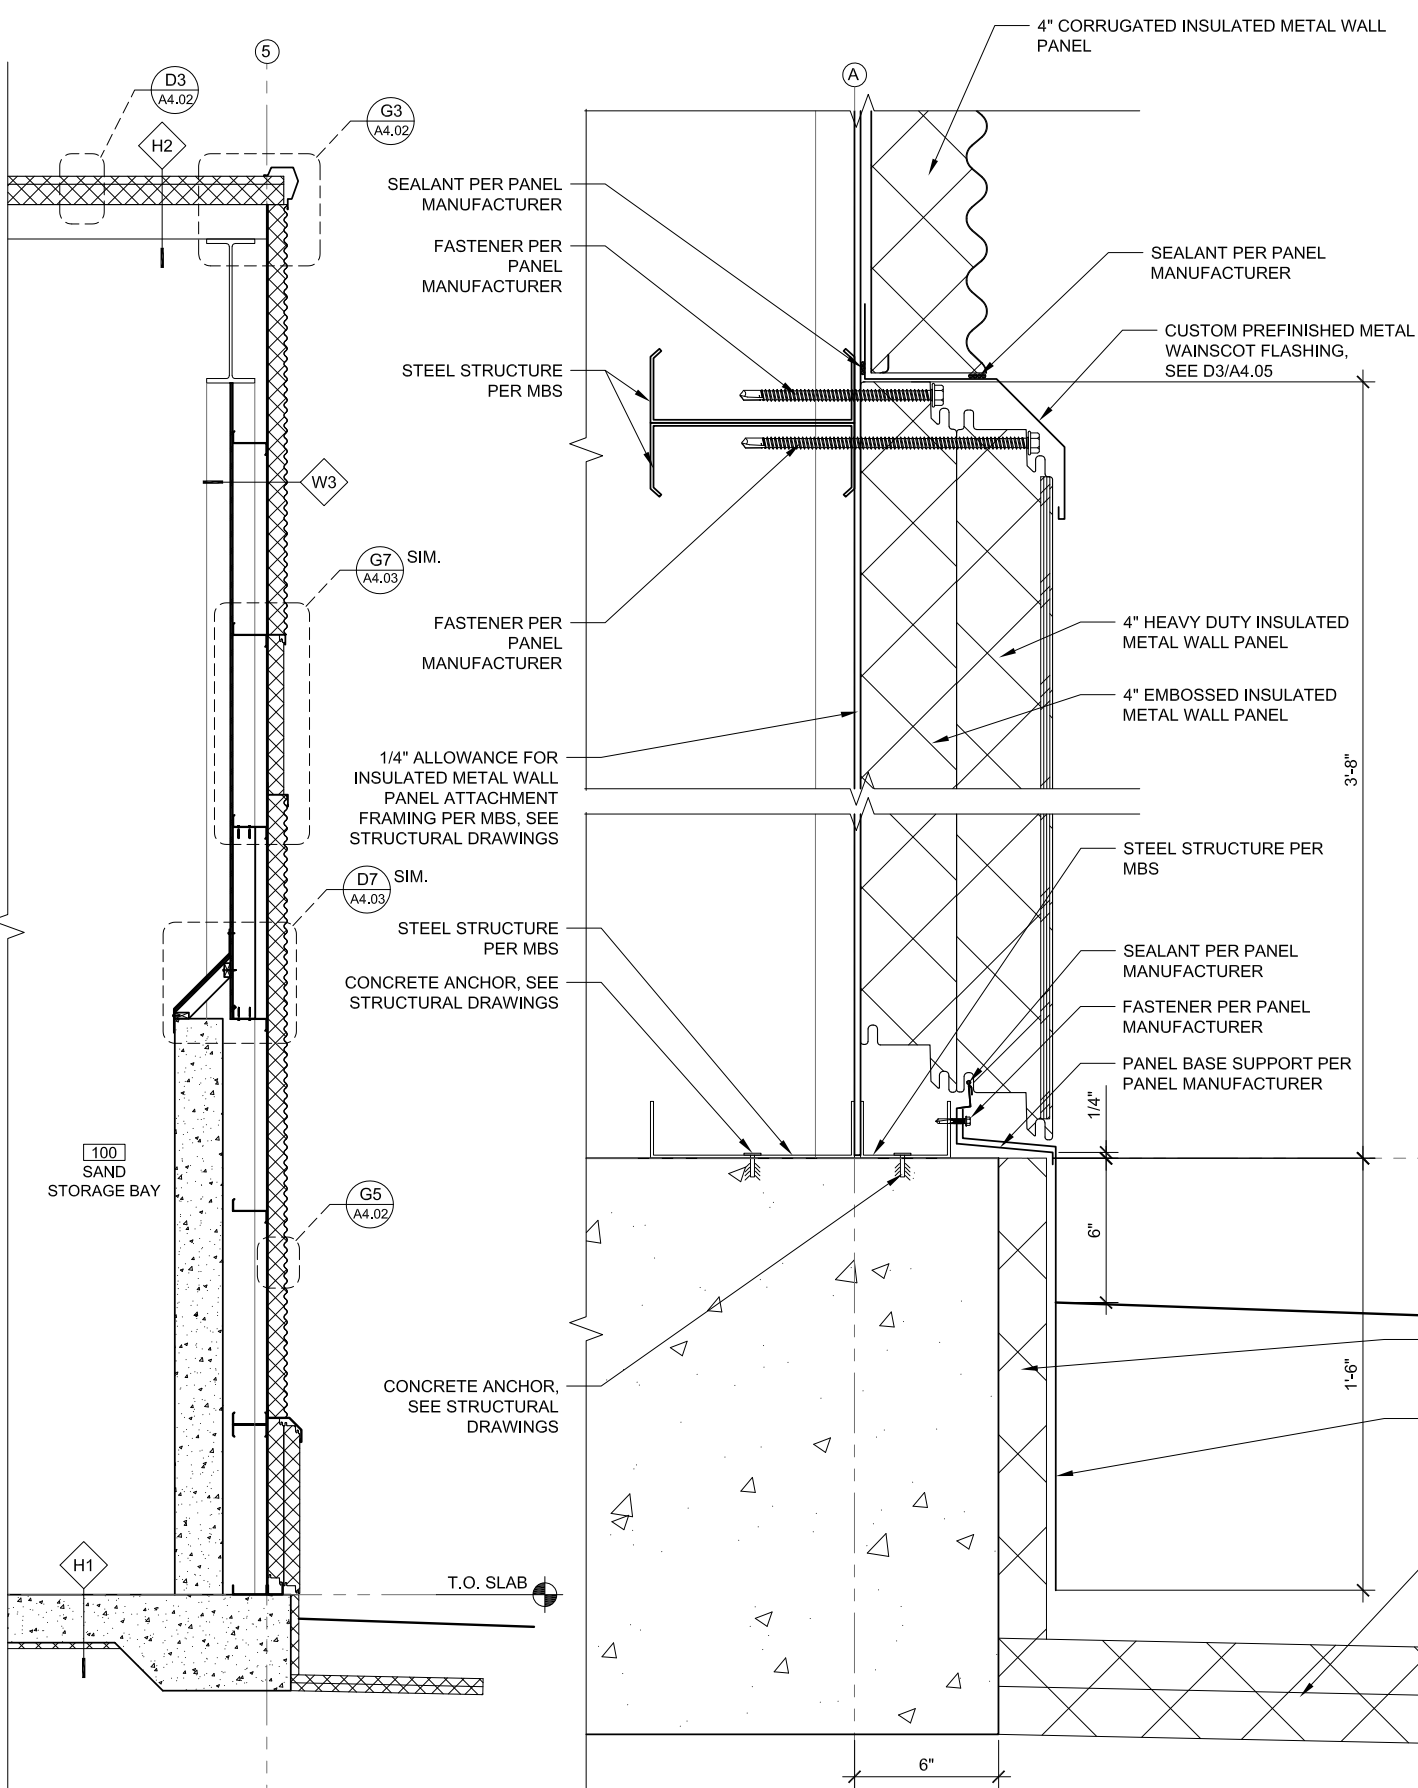 5
D3
A4.02
G3
A4.02
H2
W3
G7
A4.03
SIM.
D7
A4.03
SIM.
100
SAND
STORAGE BAY
G5
A4.02
H1
T.O. SLAB
A
4" CORRUGATED INSULATED METAL WALL
PANEL
SEALANT PER PANEL
MANUFACTURER
FASTENER PER
PANEL
MANUFACTURER
STEEL STRUCTURE
PER MBS
FASTENER PER
PANEL
MANUFACTURER
1/4" ALLOWANCE FOR
INSULATED METAL WALL
PANEL ATTACHMENT
FRAMING PER MBS, SEE
STRUCTURAL DRAWINGS
STEEL STRUCTURE
PER MBS
CONCRETE ANCHOR, SEE
STRUCTURAL DRAWINGS
CONCRETE ANCHOR,
SEE STRUCTURAL
DRAWINGS
SEALANT PER PANEL
MANUFACTURER
CUSTOM PREFINISHED METAL
WAINSCOT FLASHING,
SEE D3/A4.05
4" HEAVY DUTY INSULATED
METAL WALL PANEL
4" EMBOSSED INSULATED
METAL WALL PANEL
3'-8"
STEEL STRUCTURE PER
MBS
SEALANT PER PANEL
MANUFACTURER
FASTENER PER PANEL
MANUFACTURER
PANEL BASE SUPPORT PER
PANEL MANUFACTURER
1/4"
6"
1'-6"
6"